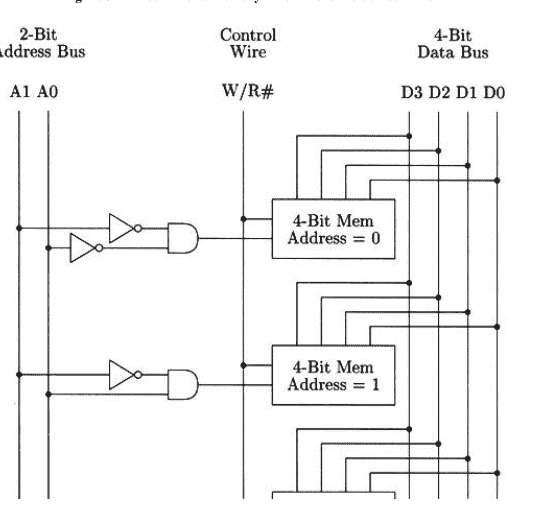 2-Bit
Address Bus
Control
Wire
4-Bit
Data Bus
A1 A0
W/R#
D3 D2 D1 D0
4-Bit Mem
Address = 0
4-Bit Mem
Address = 1